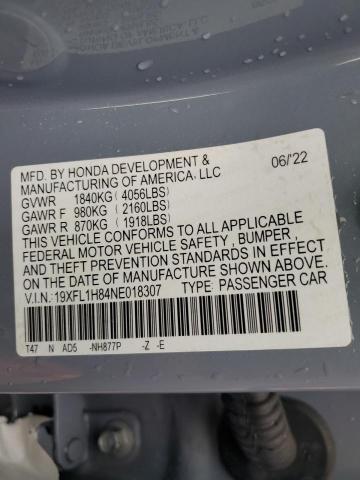 MFD. BY HONDA DEVELOPMENT &
MANUFACTURING OF AMERICA, LLC 06/'22
GVWR 1840KG (4056LBS)
GAWR F 980KG (2160LBS)
GAWR R 870KG (1918LBS)
THIS VEHICLE CONFORMS TO ALL APPLICABLE
FEDERAL MOTOR VEHICLE SAFETY , BUMPER ,
AND THEFT PREVENTION STANDARDS IN EFFECT
ON THE DATE OF MANUFACTURE SHOWN ABOVE.
V.I.N.:19XFL1H84NE018307 TYPE: PASSENGER CAR
T47 N AD5 -NH877P -Z -E